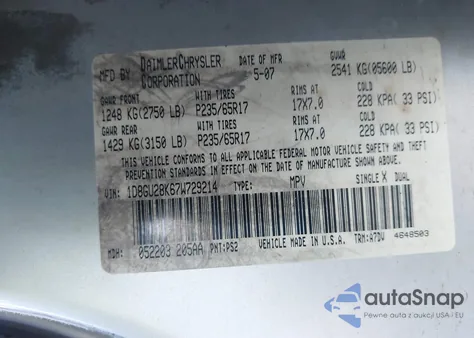 MFD BY DAIMLERCHRYSLER CORPORATION DATE OF MFR 5-07 GVWR 2541 KG(05600 LB)
GAWR FRONT WITH TIRES RIMS AT COLD
1248 KG(2750 LB) P235/65R17 17X7.0 228 KPA( 33 PSI)
GAWR REAR WITH TIRES RIMS AT COLD
1429 KG(3150 LB) P235/65R17 17X7.0 228 KPA( 33 PSI)
THIS VEHICLE CONFORMS TO ALL APPLICABLE FEDERAL MOTOR VEHICLE SAFETY AND THEFT
PREVENTION STANDARDS IN EFFECT ON THE DATE OF MANUFACTURE SHOWN ABOVE.
VIN: 1D8GU28K67W729214 TYPE: MPV SINGLE X DUAL
MDH: 052203 205AA PNT:PS2 VEHICLE MADE IN U.S.A. TRM:A7DV 4648503
autoSnap
Pewne auta z aukcji USA i EU